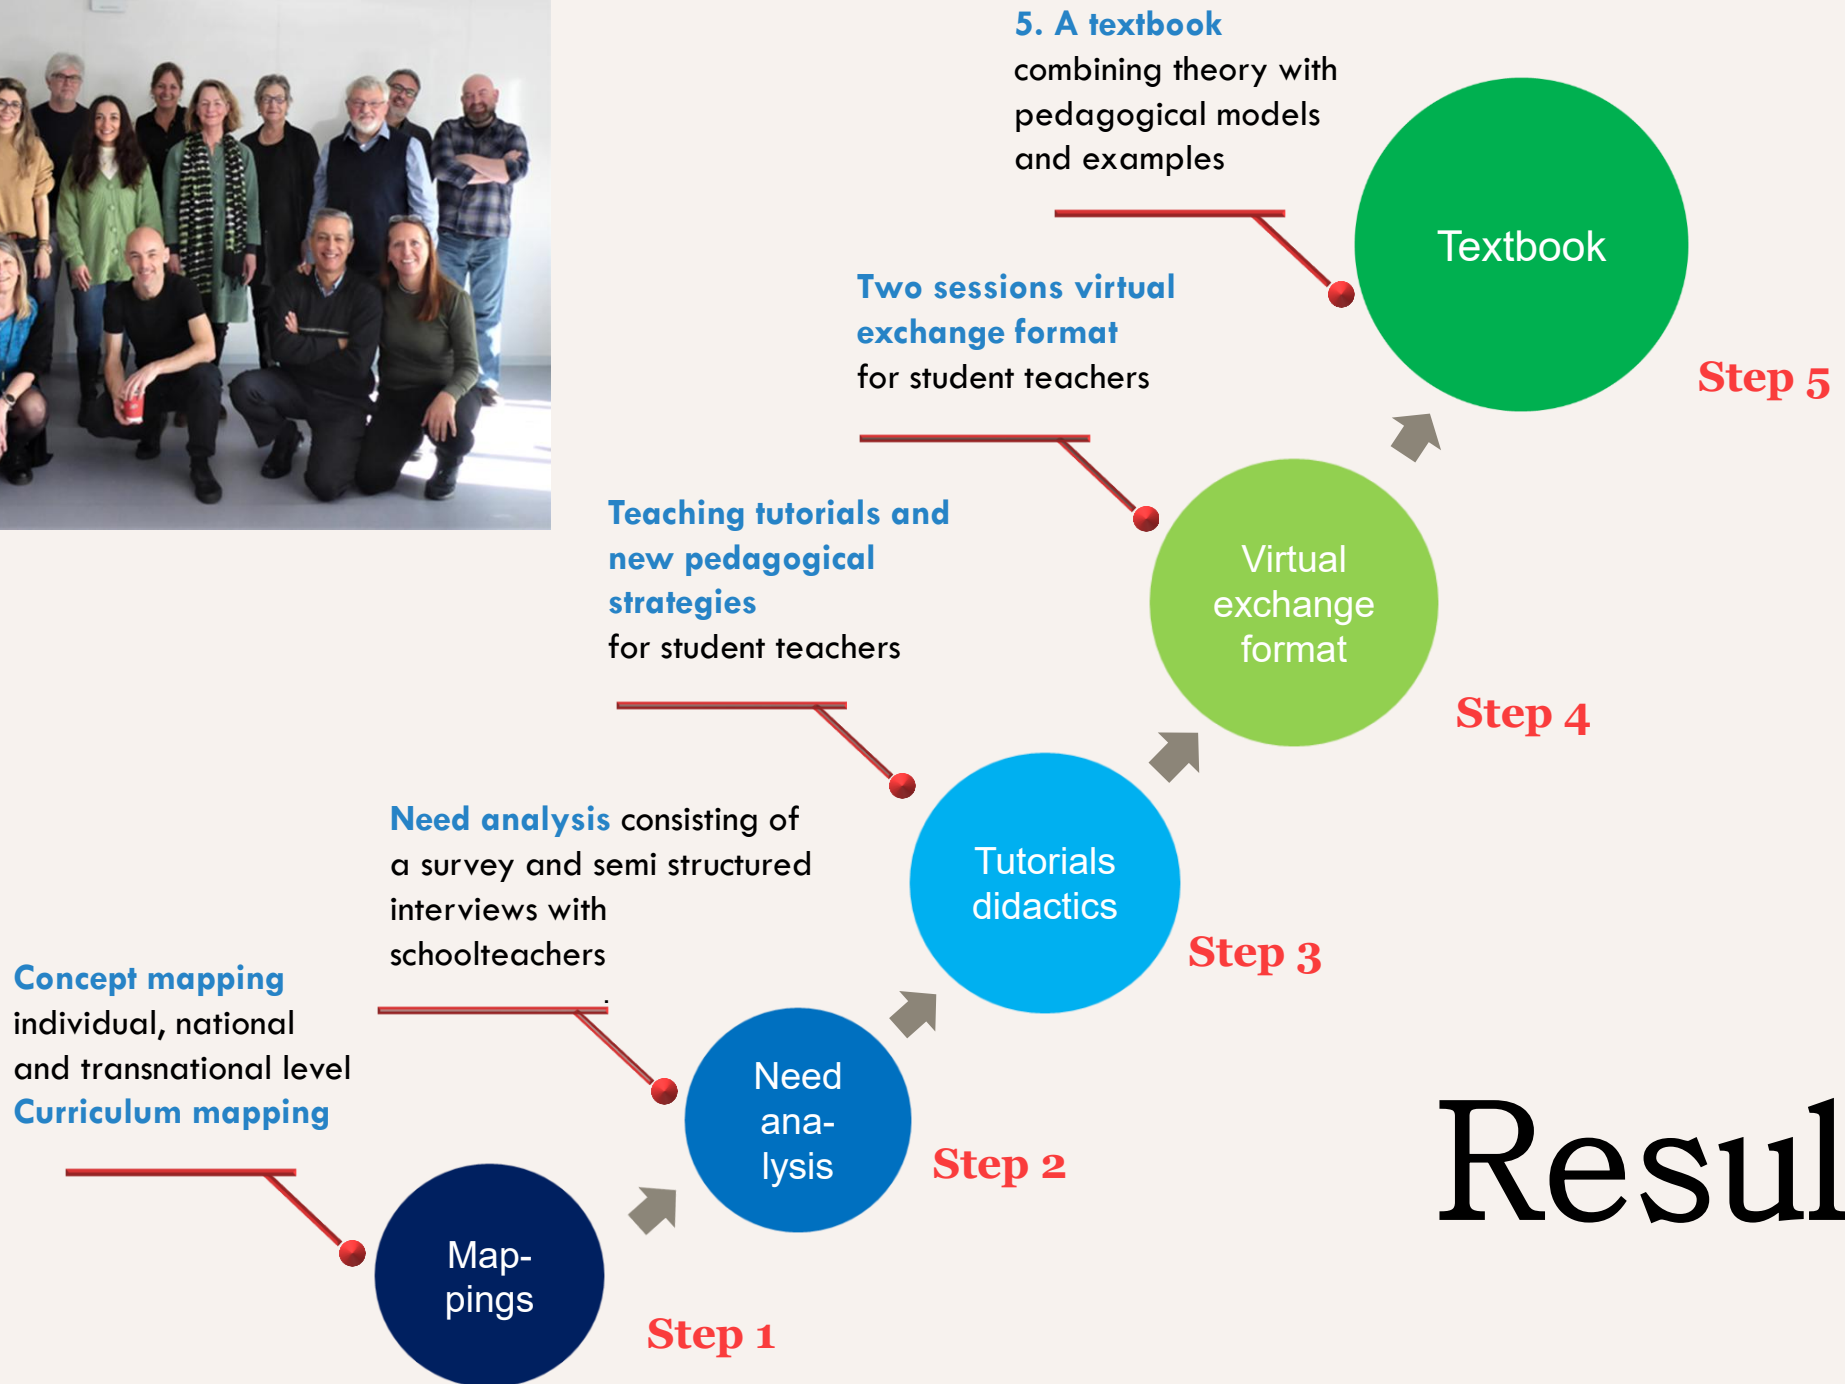 5. A textbook
combining theory with
pedagogical models
and examples
Textbook
Step 5
Two sessions virtual
exchange format
for student teachers
Virtual
exchange
format
Step 4
Teaching tutorials and
new pedagogical
strategies
for student teachers
Tutorials
didactics
Step 3
Need analysis consisting of
a survey and semi structured
interviews with
schoolteachers
.
Need
ana-
lysis
Step 2
Concept mapping
individual, national
and transnational level
Curriculum mapping
Map-
pings
Step 1
Resul